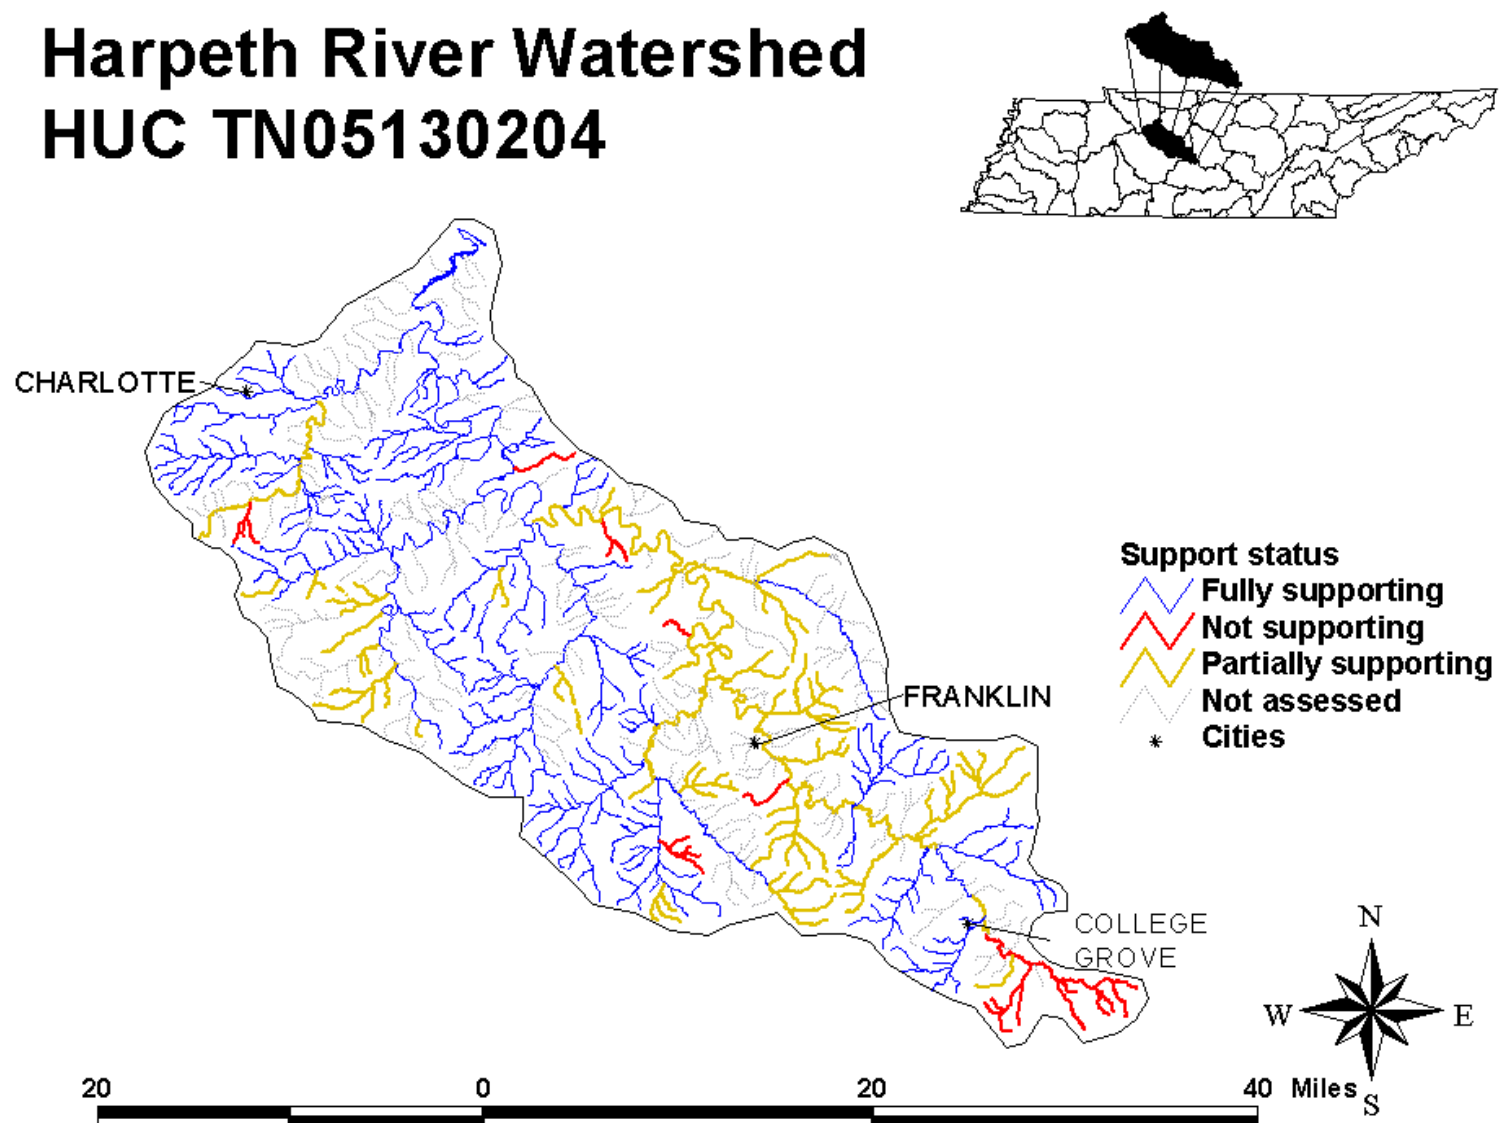 Harpeth River Watershed
HUC TN05130204
CHARLOTTE
Support status
Fully supporting
Not supporting
Partially supporting
Not assessed
Cities
FRANKLIN
COLLEGE
GROVE
N
W
E
S
20
0
20
40 Miles